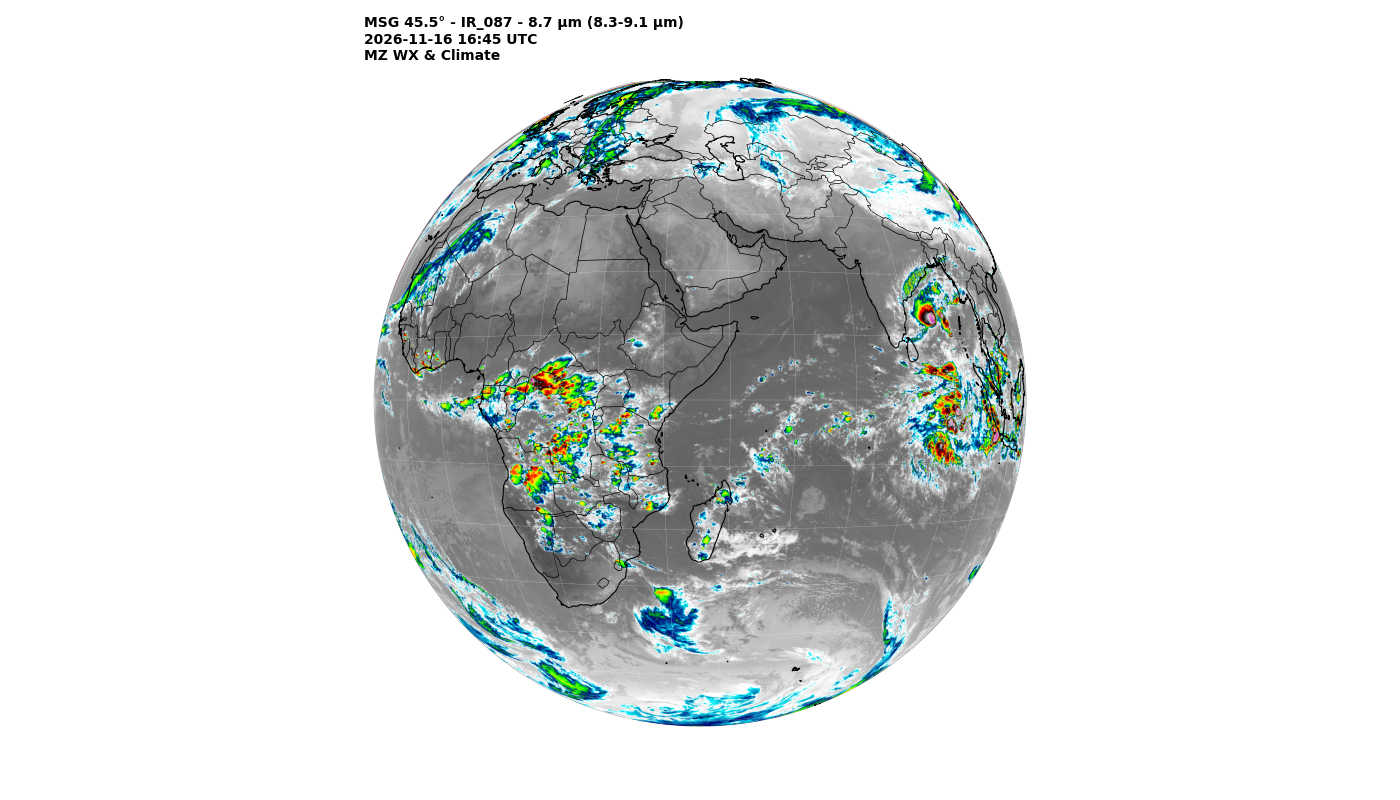 MSG 45.5° - IR_087 - 8.7 µm (8.3-9.1 µm)
2026-11-16 16:45 UTC
MZ WX & Climate